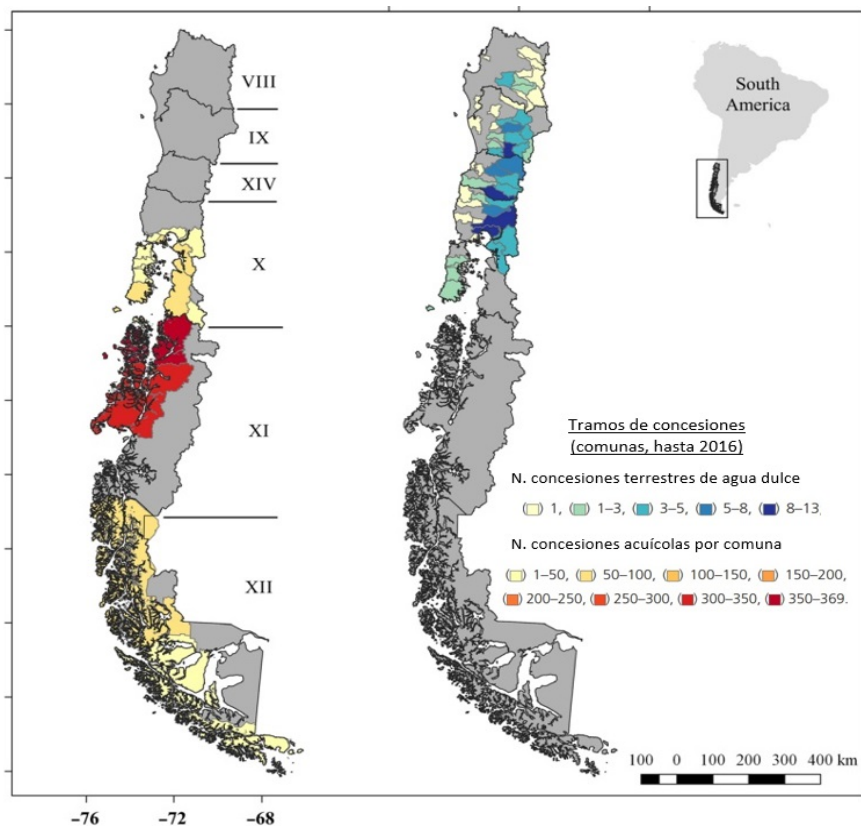 VIII
IX
XIV
X
XI
XII
South
America
Tramos de concesiones
(comunas, hasta 2016)
N. concesiones terrestres de agua dulce
( ) 1, ( ) 1–3, ( ) 3–5, ( ) 5–8, ( ) 8–13,
N. concesiones acuícolas por comuna
( ) 1–50, ( ) 50–100, ( ) 100–150, ( ) 150–200,
( ) 200–250, ( ) 250–300, ( ) 300–350, ( ) 350–369.
100 0 100 200 300 400 km
−76 −72 −68